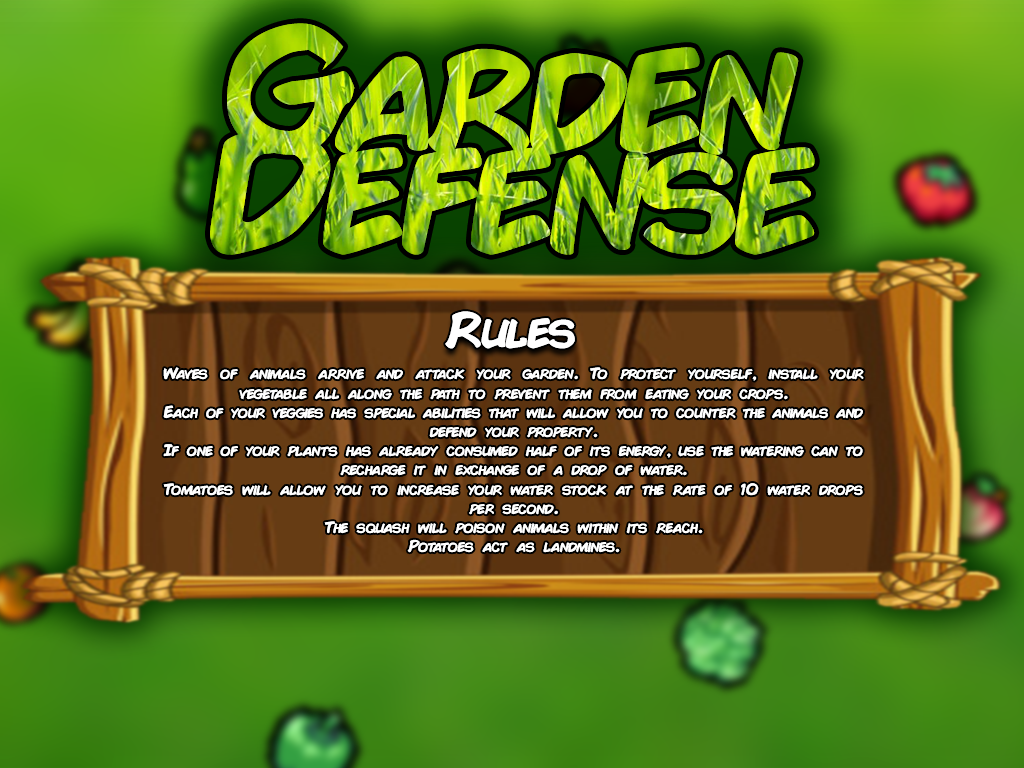 Garden
Defense
Rules
Waves of animals arrive and attack your garden. To protect yourself, install your
vegetable all along the path to prevent them from eating your crops.
Each of your veggies has special abilities that will allow you to counter the animals and
defend your property.
If one of your plants has already consumed half of its energy, use the watering can to
recharge it in exchange of a drop of water.
Tomatoes will allow you to increase your water stock at the rate of 10 water drops
per second.
The squash will poison animals within its reach.
Potatoes act as landmines.